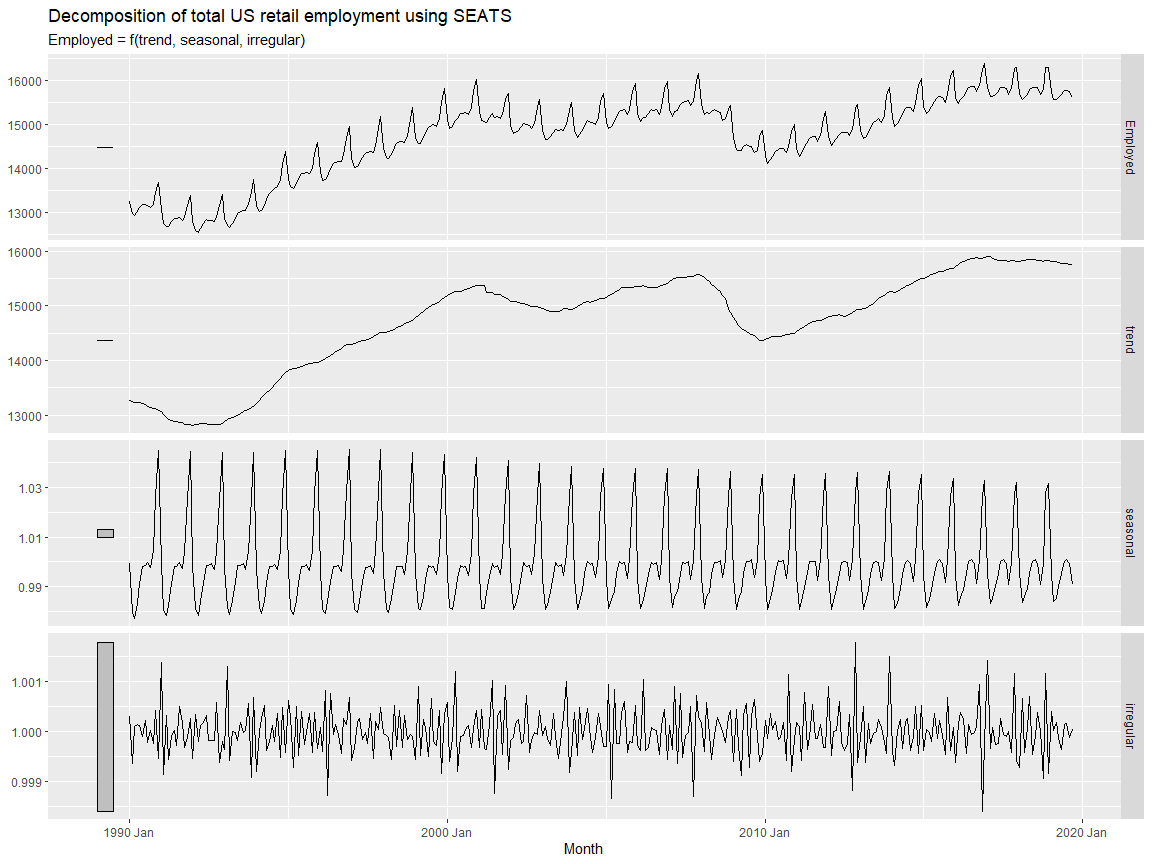 Decomposition of total US retail employment using SEATS
Employed = f(trend, seasonal, irregular)
16000
15000
14000
13000
Employed
16000
15000
14000
13000
trend
1.03
1.01
0.99
seasonal
1.001
1.000
0.999
irregular
1990 Jan 2000 Jan 2010 Jan 2020 Jan
Month